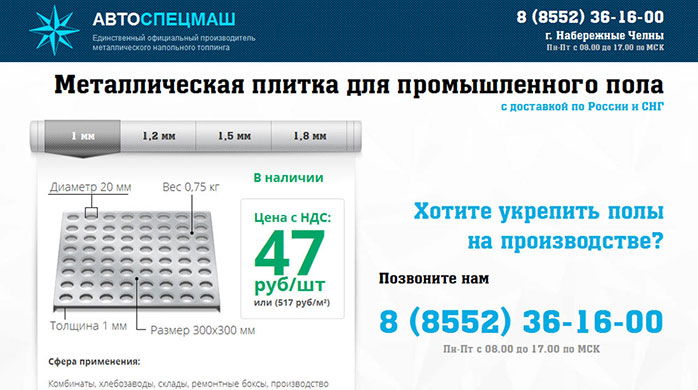 АВТОСПЕЦМАШ
Единственный официальный производитель
металлического напольного топпинга
8 (8552) 36-16-00
г. Набережные Челны
Пн-Пт с 08.00 до 17.00 по МСК
Металлическая плитка для промышленного пола
с доставкой по России и СНГ
1 мм
1,2 мм
1,5 мм
1,8 мм
В наличии
Диаметр 20 мм
Вес 0,75 кг
Цена с НДС:
47
руб/шт
или (517 руб/м²)
Толщина 1 мм
Размер 300х300 мм
Хотите укрепить полы
на производстве?
Позвоните нам
8 (8552) 36-16-00
Пн-Пт с 08.00 до 17.00 по МСК
Сфера применения:
Комбинаты, хлебозаводы, склады, ремонтные боксы, производство